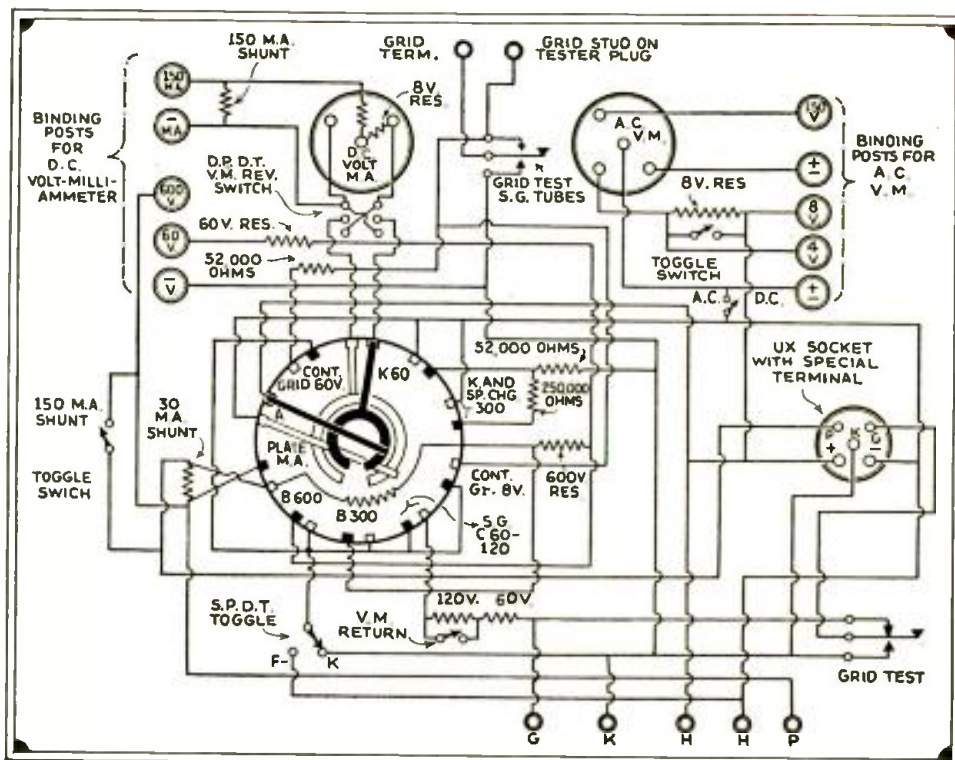 150 M.A.
SHUNT
GRID
TERM.
GRID STUD ON
TESTER PLUG
8V.
RES.
150
MA.
-
MA
600
V
60
V.
-
V
BINDING
POSTS
FOR
D.C.
VOLT-MILLI-
AMMETER
D.C.
VOLT
M.A.
D.P. D.T.
V.M. REV.
SWITCH
60V. RES.
52,000
OHMS
GRID TEST
S.G. TUBES
A.C.
V.M.
150
V
±
8
V
4
V
±
BINDING
POSTS FOR
A.C.
V.M.
8V. RES
TOGGLE
SWITCH
A.C.
D.C.
UX SOCKET
WITH SPECIAL
TERMINAL
P
K
G
+
-
52,000 OHMS
250,000
OHMS
CONT.
GRID 60V.
K 60
K. AND
SP. CHG
300
A
PLATE
M.A.
B 600
B 300
CONT.
Gr. 8V.
600V
RES
S.G.
C 60-
120
150 M.A.
SHUNT
TOGGLE
SWICH
30
M.A.
SHUNT
S.P.D.T.
TOGGLE
F-
K
120V.
60V.
V.M.
RETURN
GRID TEST
G
K
H
H
P